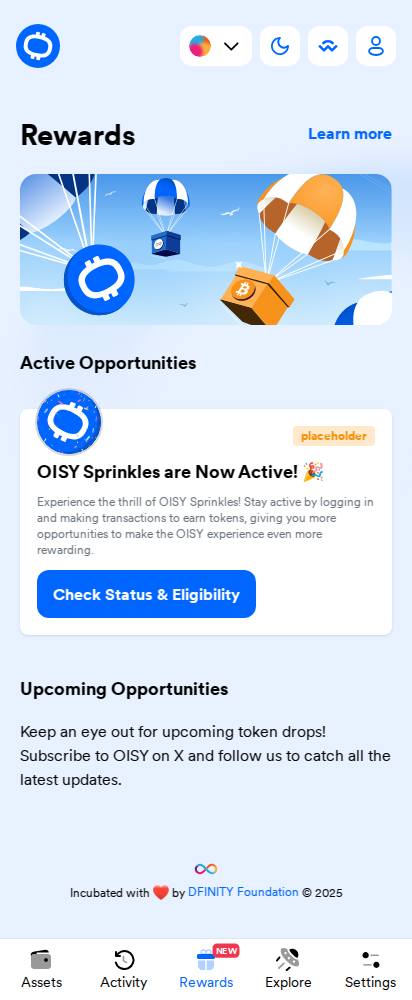 Rewards
Learn more
Active Opportunities
placeholder
OISY Sprinkles are Now Active! 🎉
Experience the thrill of OISY Sprinkles! Stay active by logging in
and making transactions to earn tokens, giving you more
opportunities to make the OISY experience even more
rewarding.
Check Status & Eligibility
Upcoming Opportunities
Keep an eye out for upcoming token drops!
Subscribe to OISY on X and follow us to catch all the
latest updates.
Incubated with ❤️ by DFINITY Foundation © 2025
NEW
Assets
Activity
Rewards
Explore
Settings